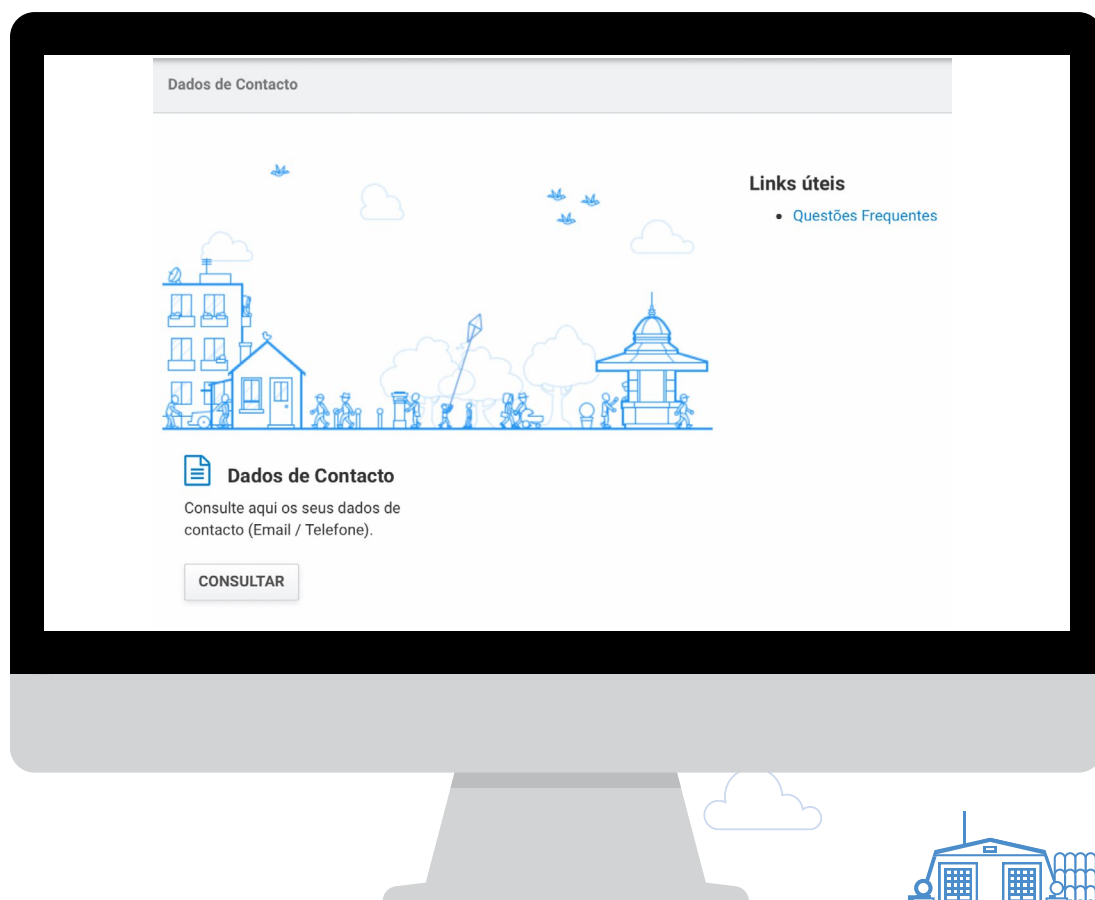 Dados de Contacto
Links úteis
Questões Frequentes
Dados de Contacto
Consulte aqui os seus dados de
contacto (Email / Telefone).
CONSULTAR